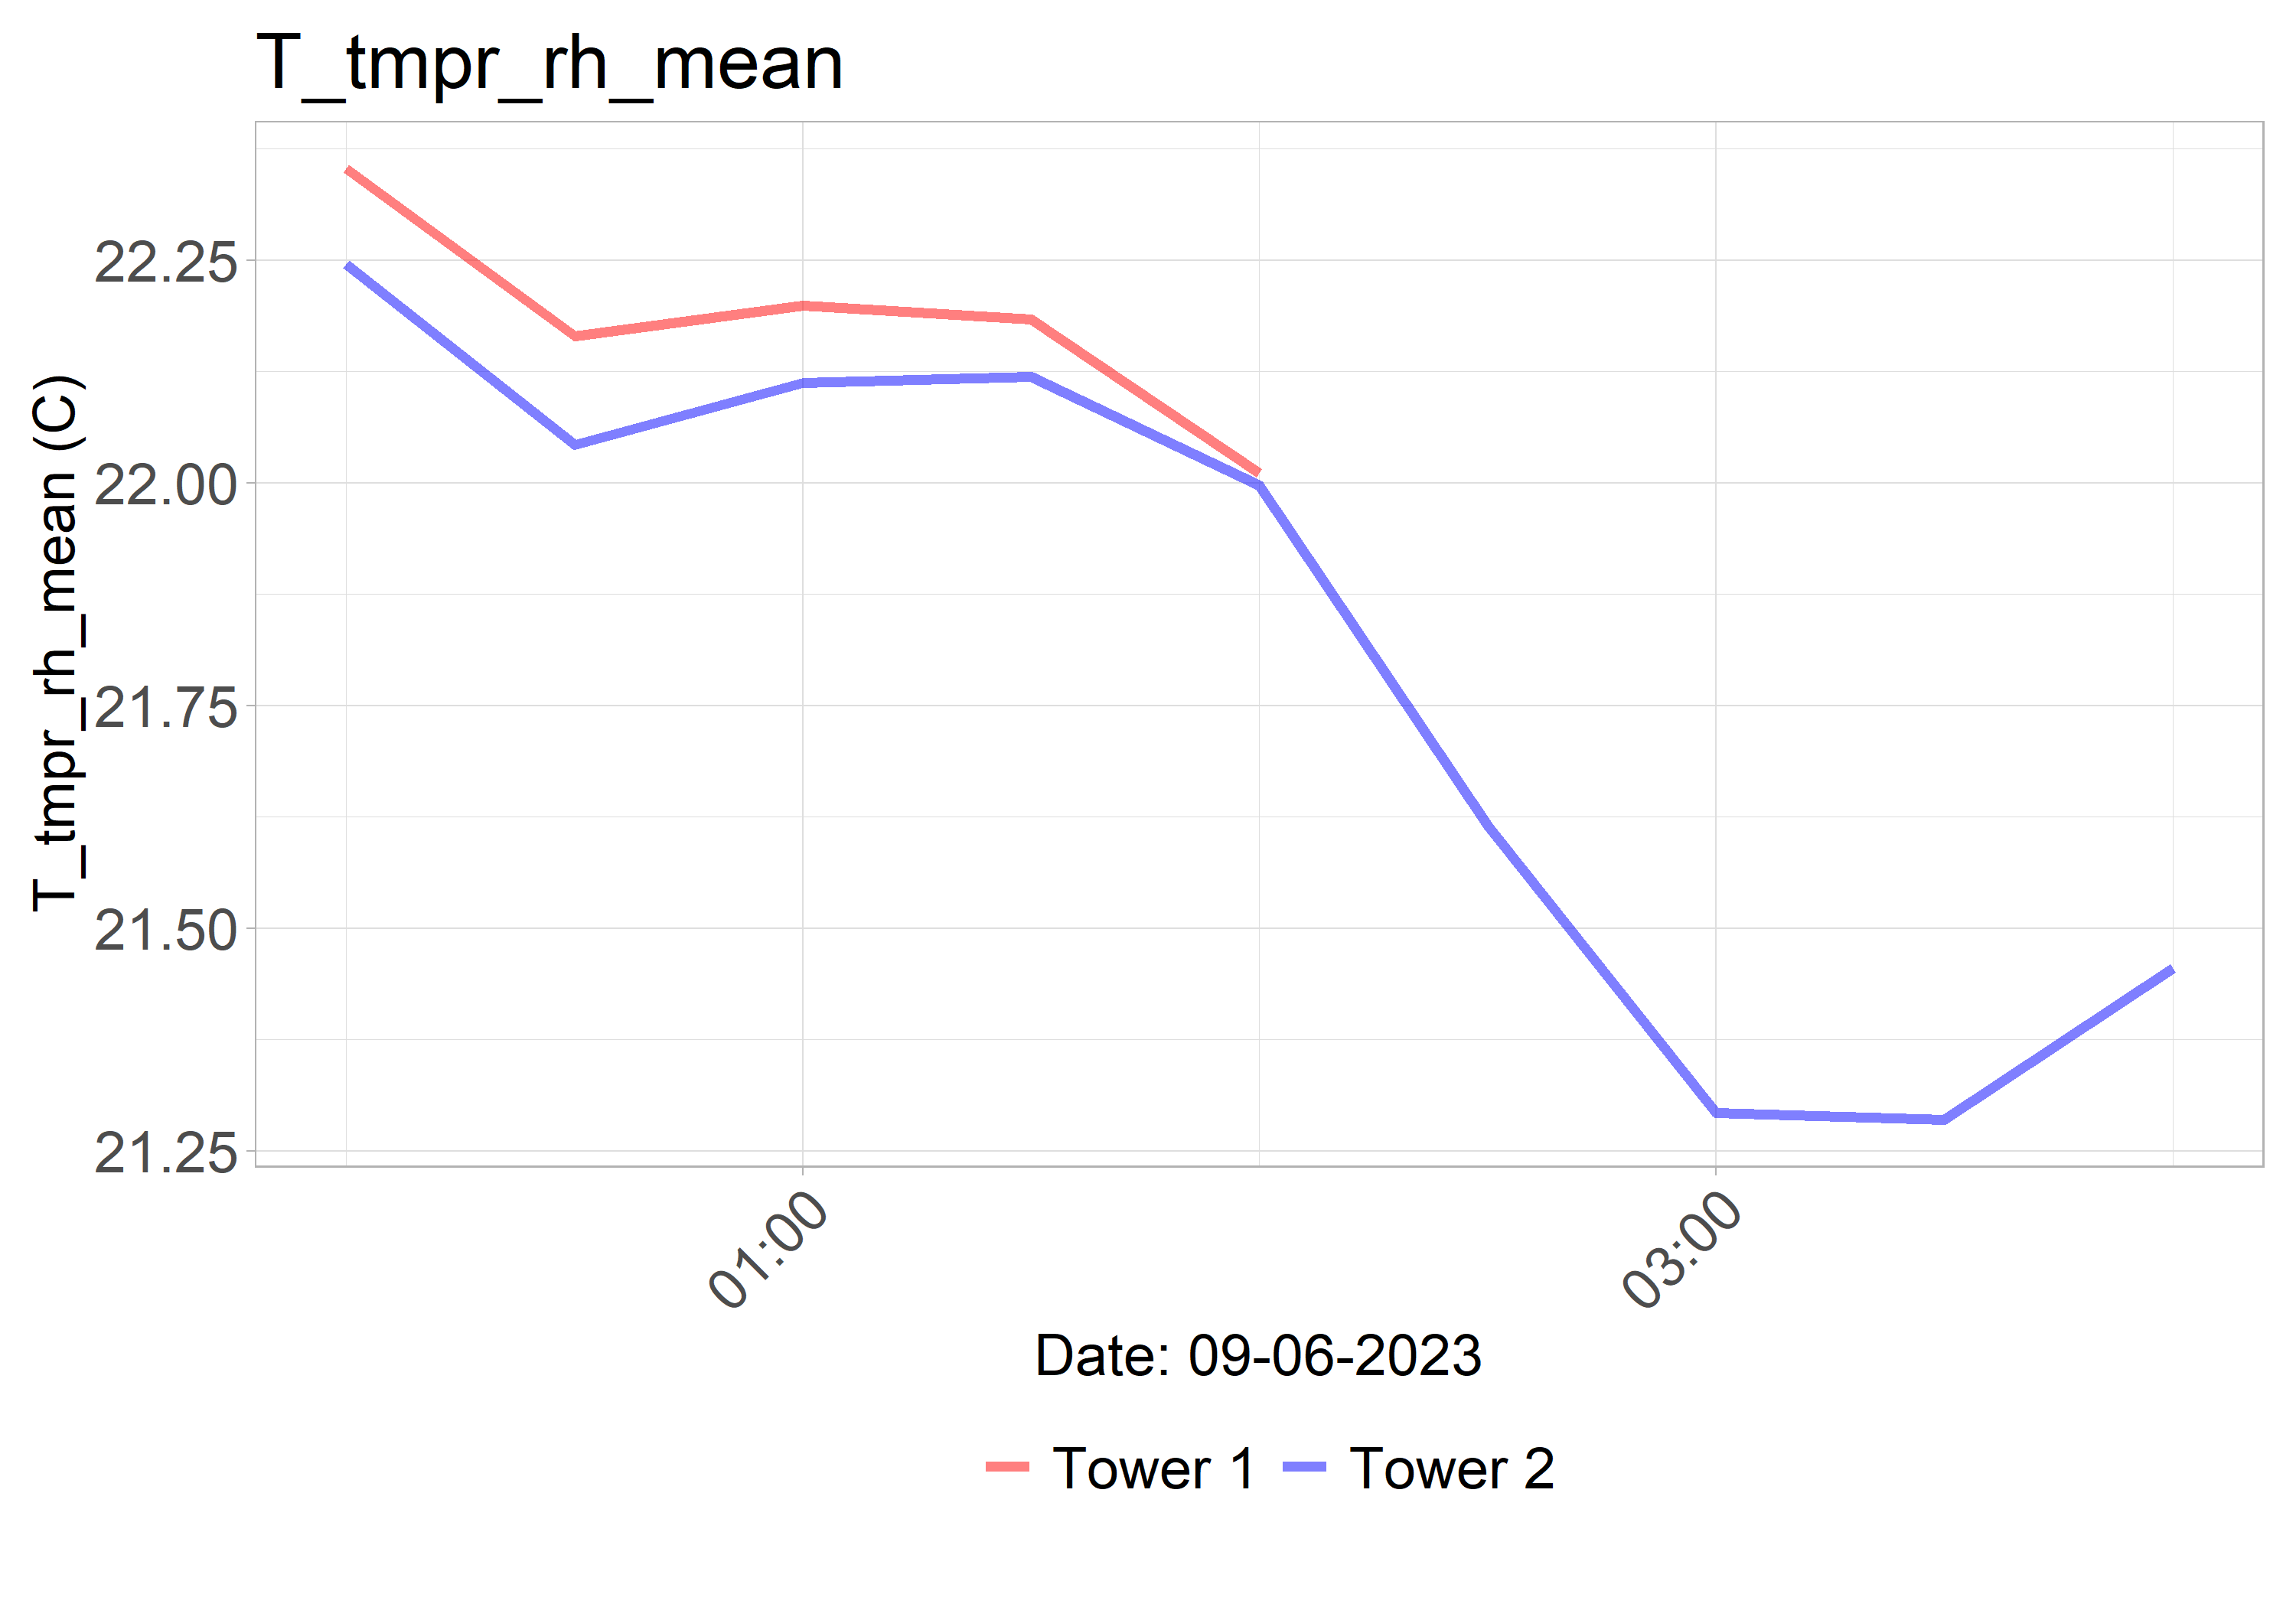 T_tmpr_rh_mean
T_tmpr_rh_mean (C)
22.25
22.00
21.75
21.50
21.25
01:00
03:00
Date: 09-06-2023
Tower 1
Tower 2